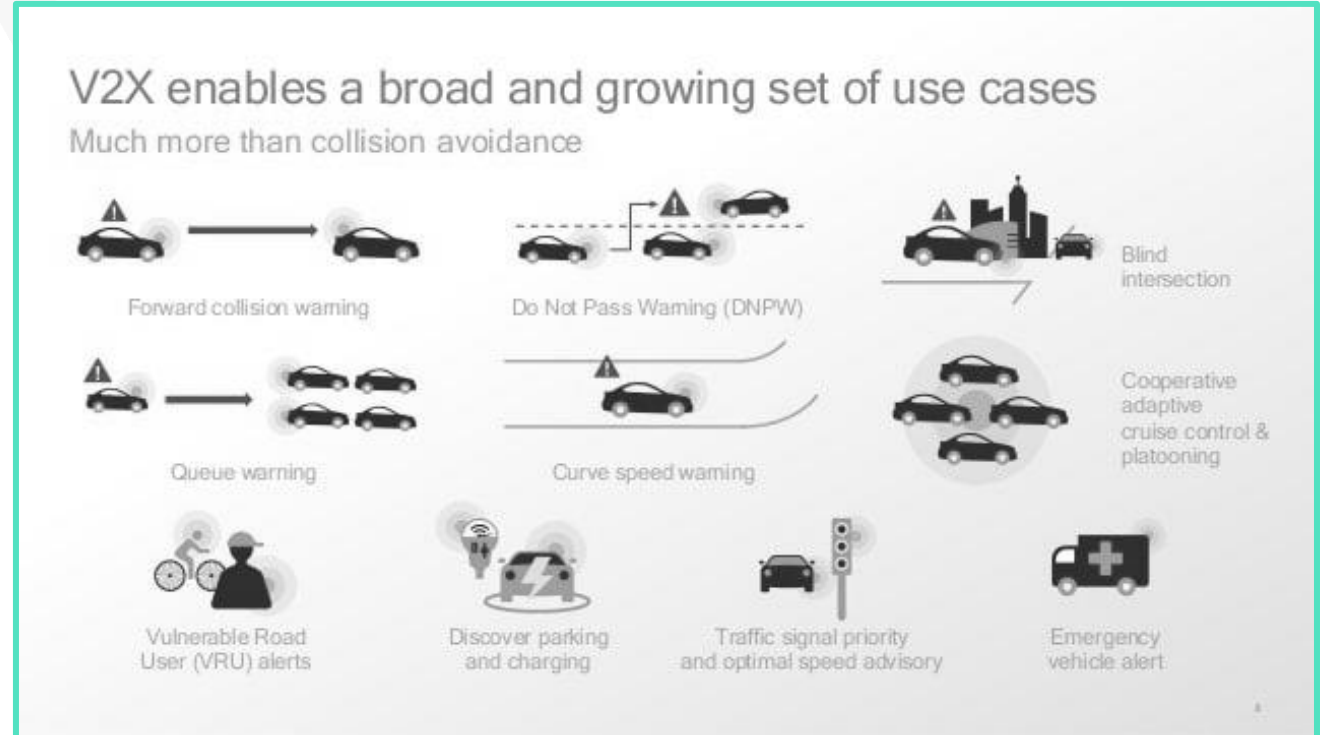 V2X enables a broad and growing set of use cases
Much more than collision avoidance
Forward collision warning
Do Not Pass Warning (DNPW)
Blind
intersection
Queue warning
Curve speed warning
Cooperative
adaptive
cruise control &
platooning
Vulnerable Road
User (VRU) alerts
Discover parking
and charging
Traffic signal priority
and optimal speed advisory
Emergency
vehicle alert